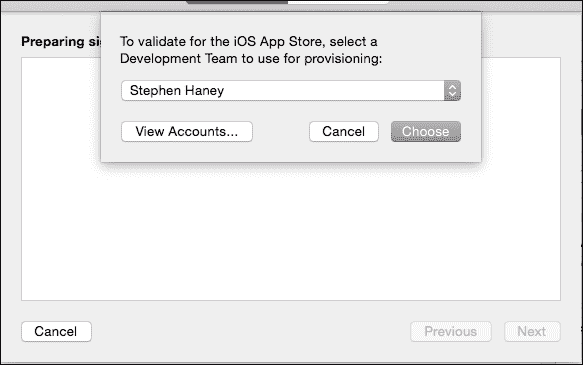 To validate for the iOS App Store, select a
Preparing si
Development Team to use for provisioning:
Stephen Haney
View Accounts...
Cancel
Choose
Cancel
Previous
Next